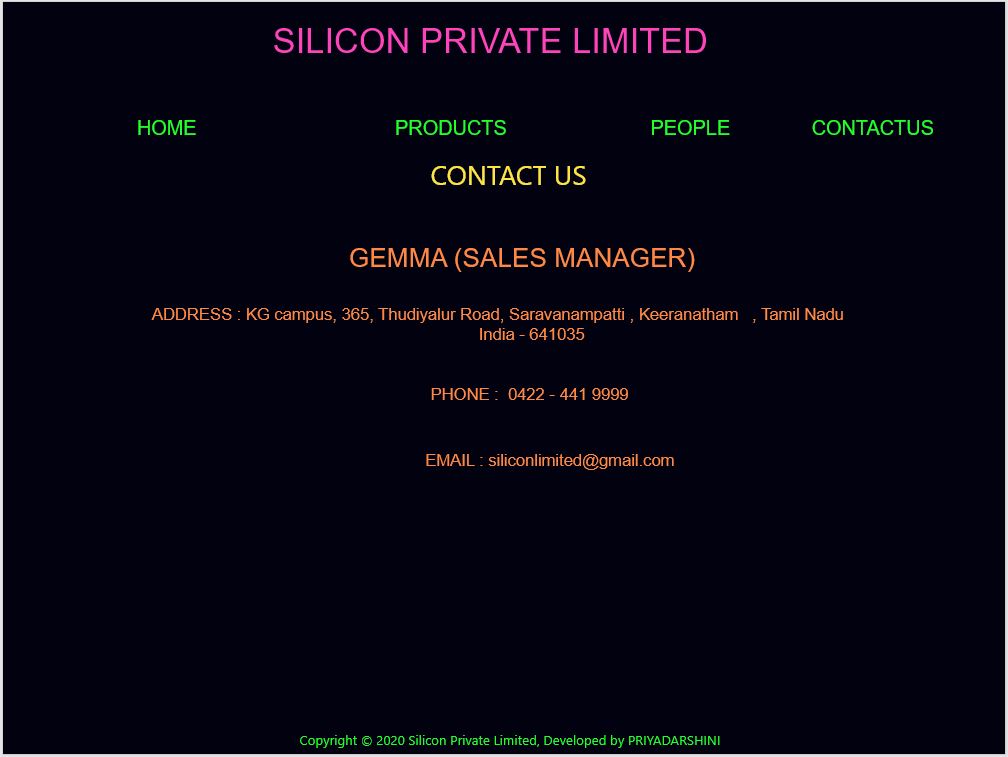 SILICON PRIVATE LIMITED
HOME PRODUCTS PEOPLE CONTACTUS
CONTACT US
GEMMA (SALES MANAGER)
ADDRESS : KG campus, 365, Thudiyalur Road, Saravanampatti , Keeranatham , Tamil Nadu
India - 641035
PHONE : 0422 - 441 9999
EMAIL : siliconlimited@gmail.com
Copyright © 2020 Silicon Private Limited, Developed by PRIYADARSHINI